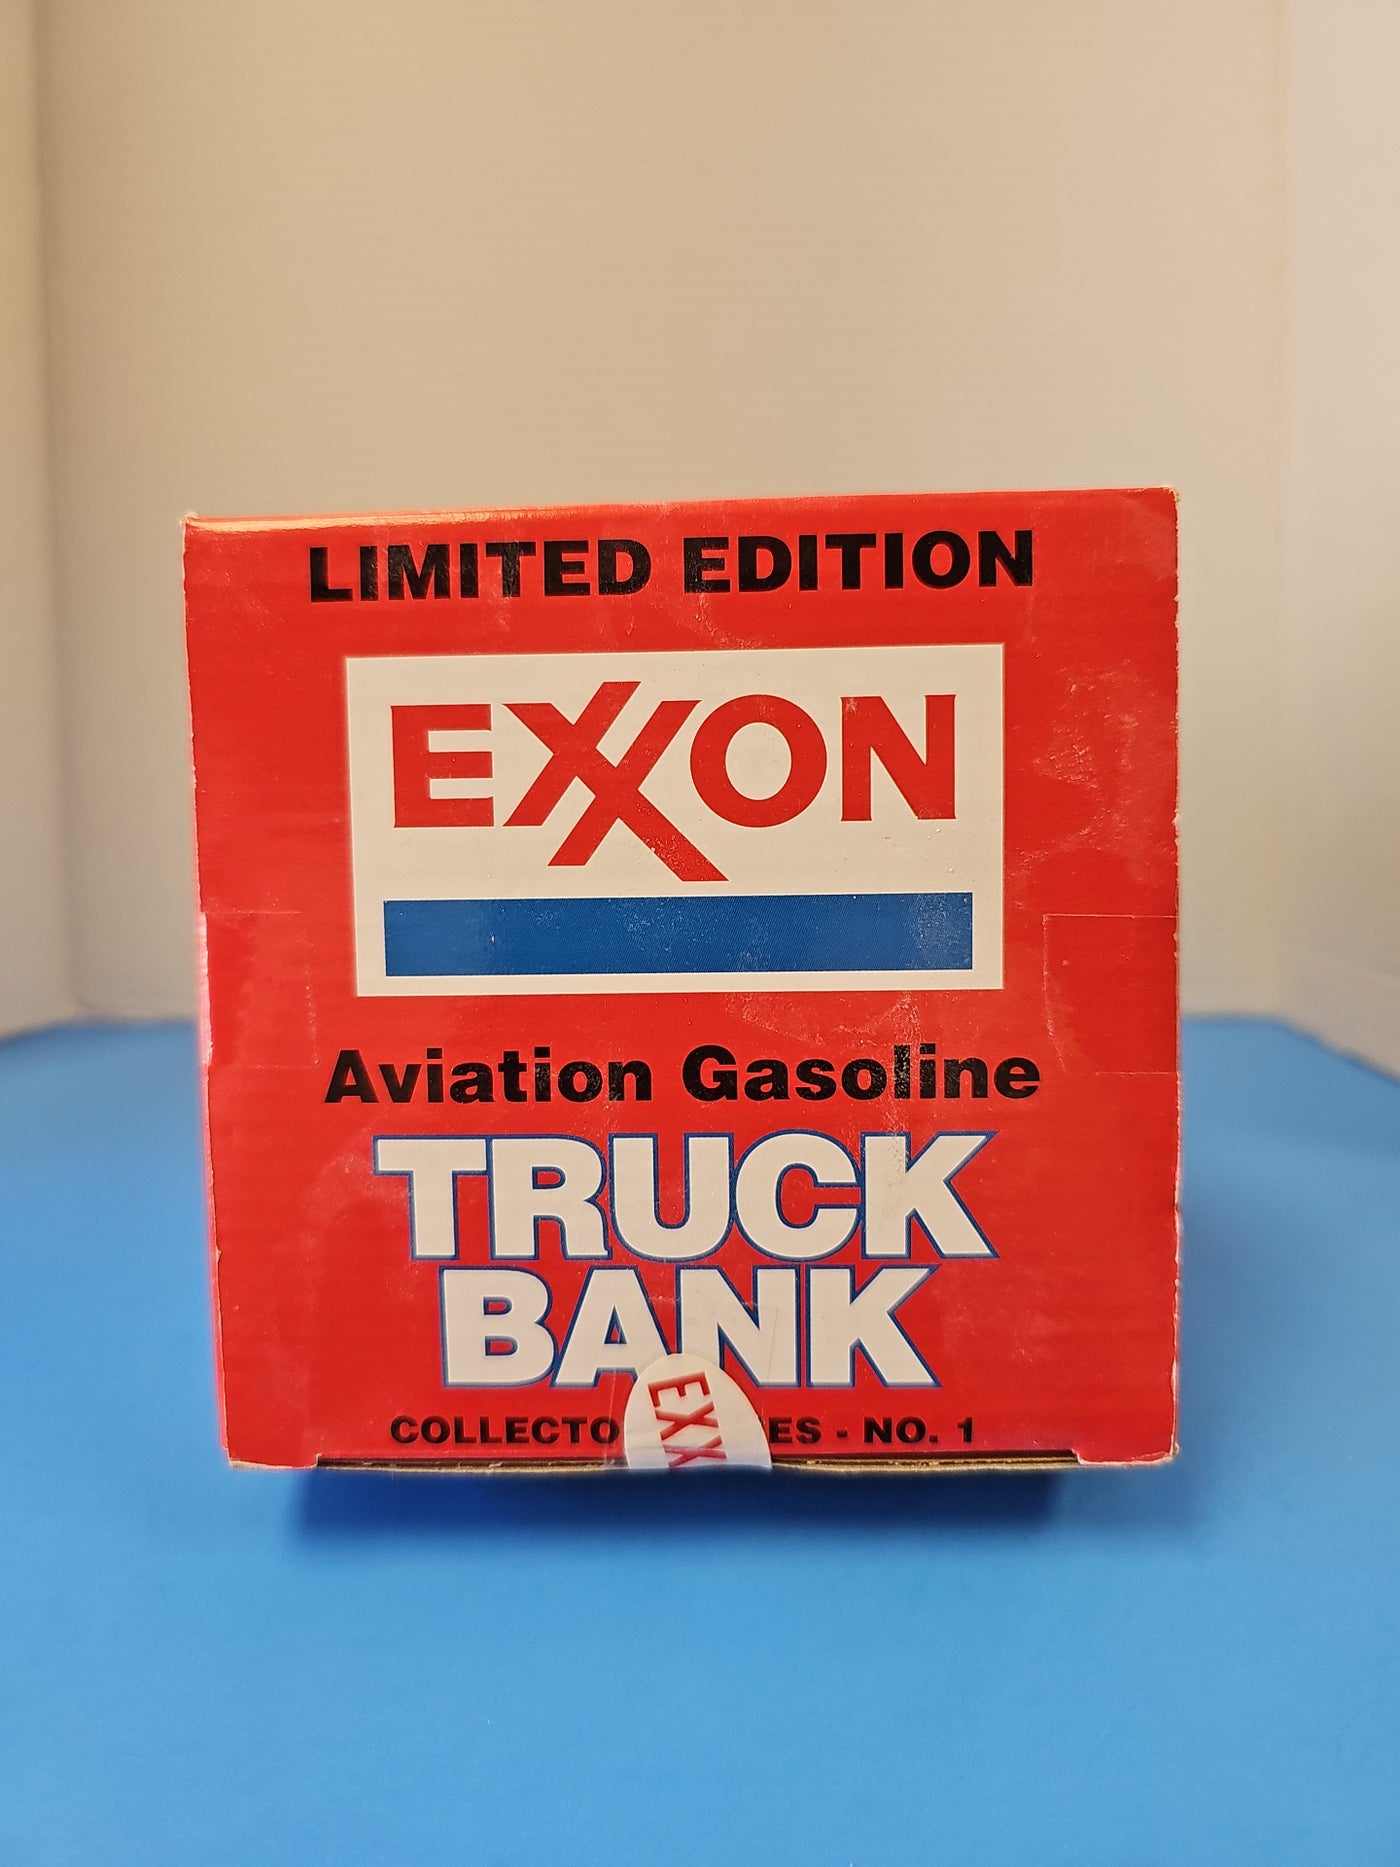 LIMITED EDITION
EXXON
Aviation Gasoline
TRUCK
BANK
EXX
COLLECTO ES - NO. 1